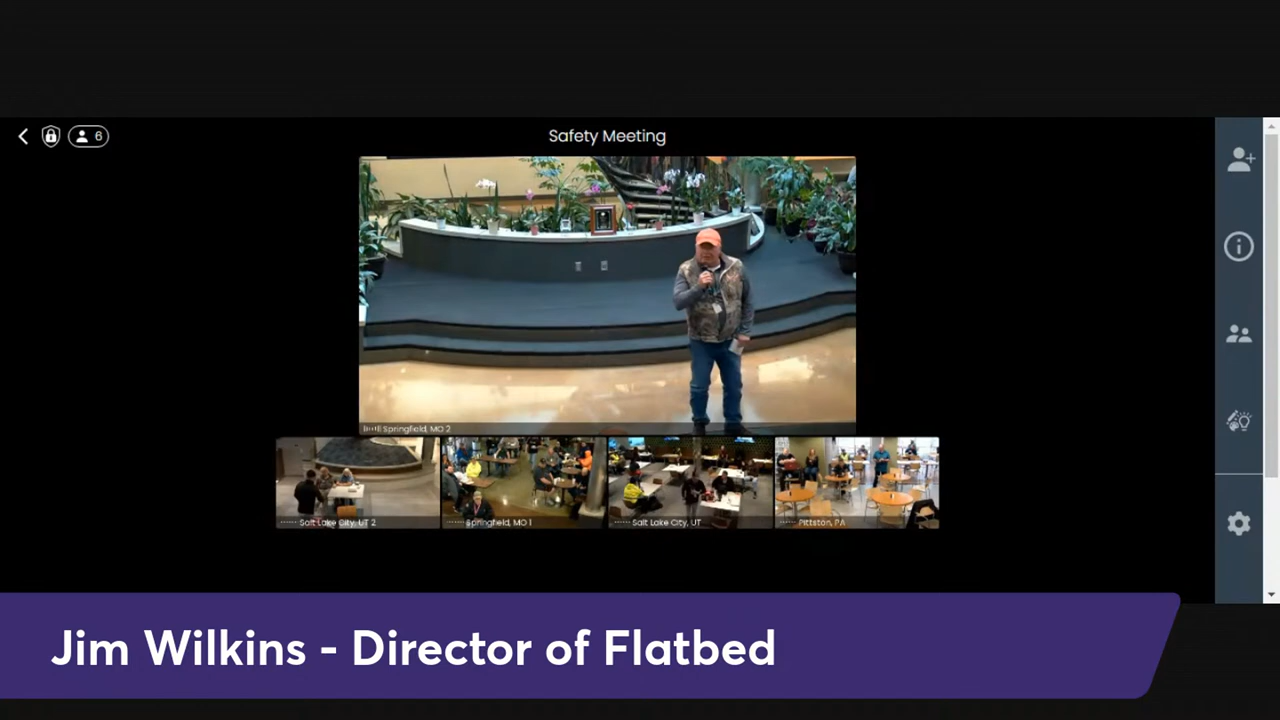 6
Safety Meeting
Springfield, MO 2
Salt Lake City, UT 2
Springfield, MO 1
Salt Lake City, UT
Pittston, PA
Jim Wilkins - Director of Flatbed